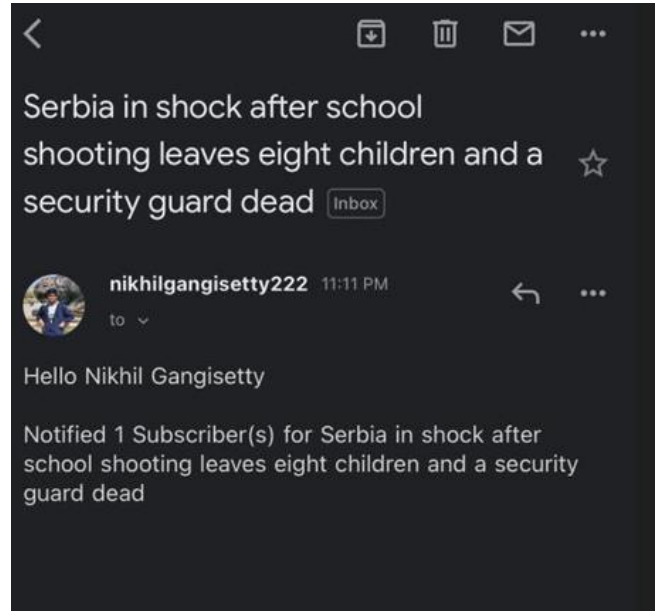 Serbia in shock after school
shooting leaves eight children and a
security guard dead Inbox
nikhilgangisetty222 11:11 PM
to
Hello Nikhil Gangisetty
Notified 1 Subscriber(s) for Serbia in shock after
school shooting leaves eight children and a security
guard dead